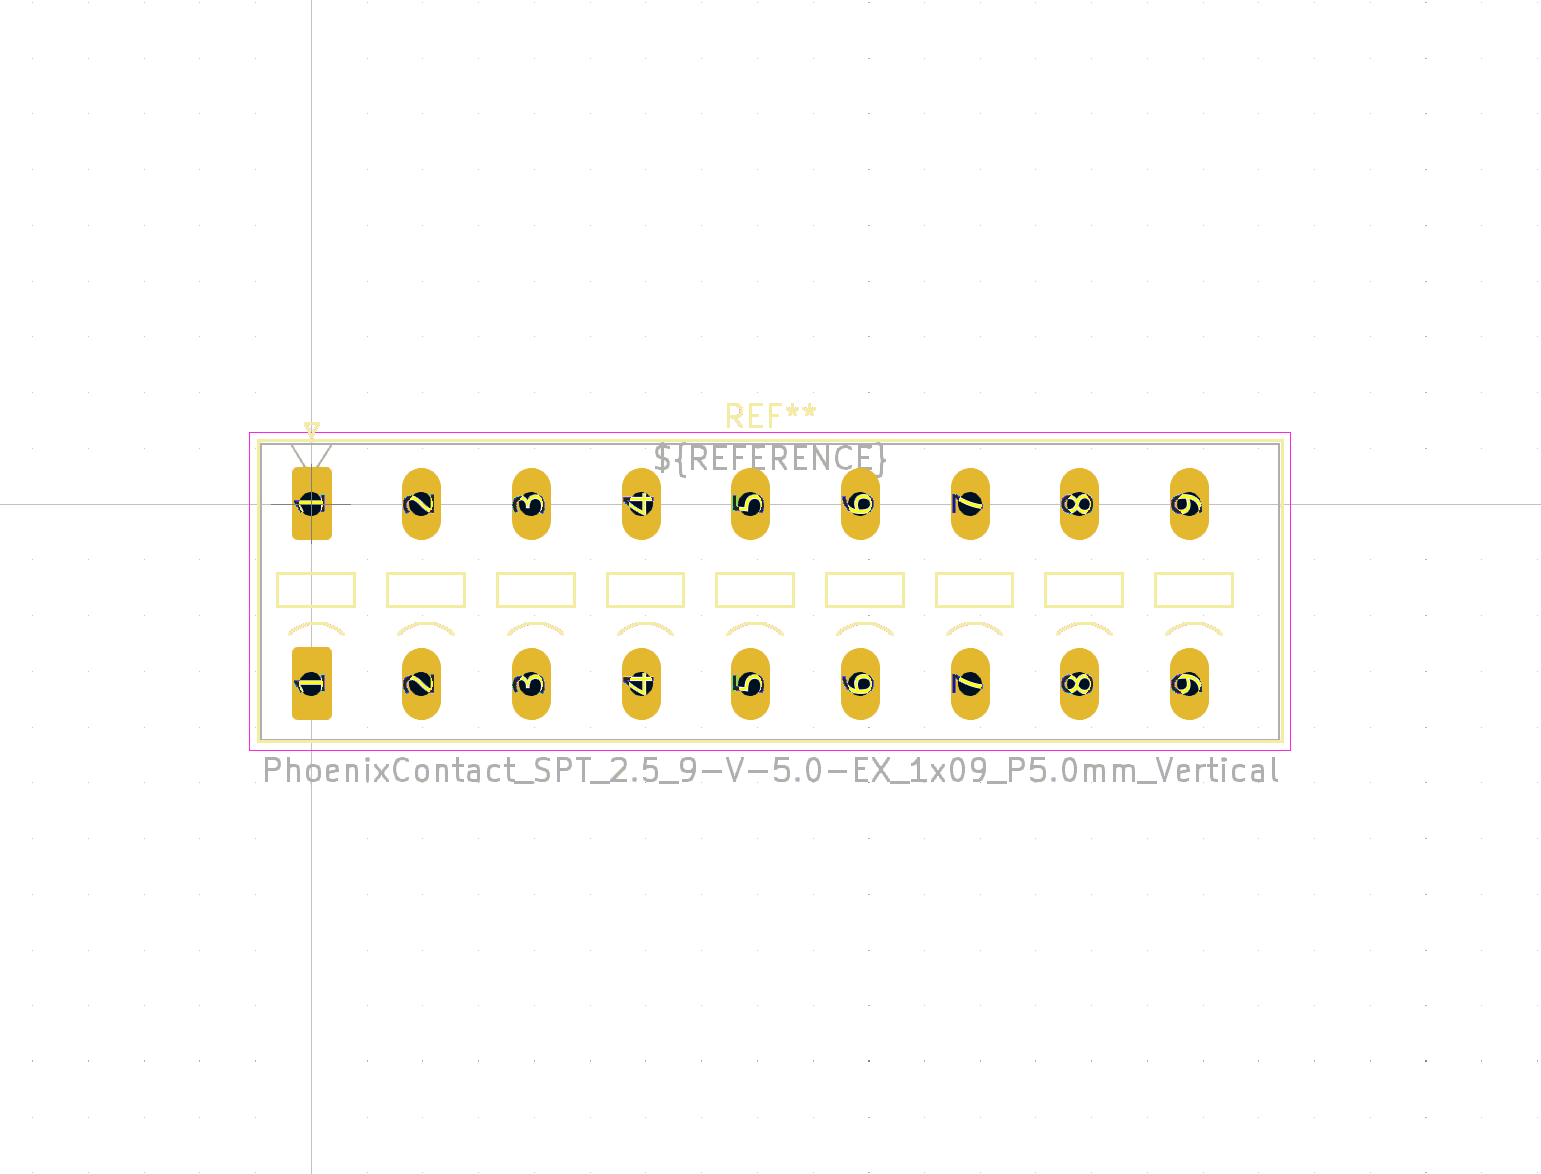 REF**
${REFERENCE}
1 2 3 4 5 6 7 8 9
1 2 3 4 5 6 7 8 9
PhoenixContact_SPT_2.5_9-V-5.0-EX_1x09_P5.0mm_Vertical